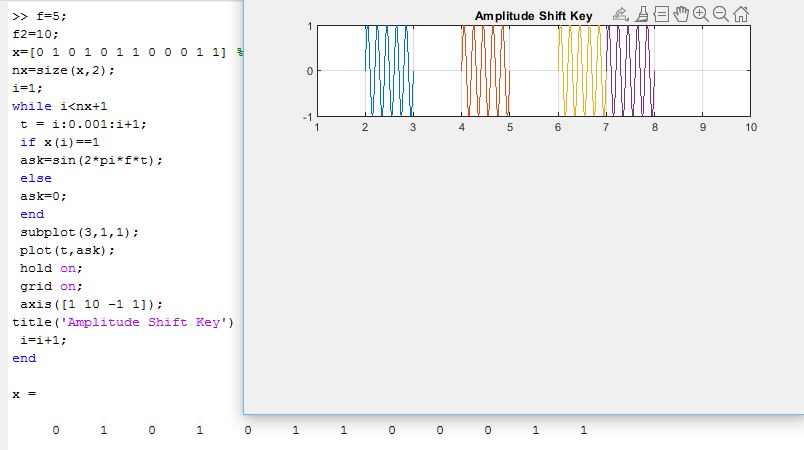 >> f=5;
f2=10;
x=[0 1 0 1 0 1 1 0 0 0 1 1] %
nx=size(x,2);
i=1;
while i<nx+1
t = i:0.001:i+1;
if x(i)==1
ask=sin(2*pi*f*t);
else
ask=0;
end
subplot(3,1,1);
plot(t,ask);
hold on;
grid on;
axis([1 10 -1 1]);
title('Amplitude Shift Key')
i=i+1;
end
x =
0 1 0 1 0 1 1 0 0 0 1 1
Amplitude Shift Key
1
0
-1
1 2 3 4 5 6 7 8 9 10